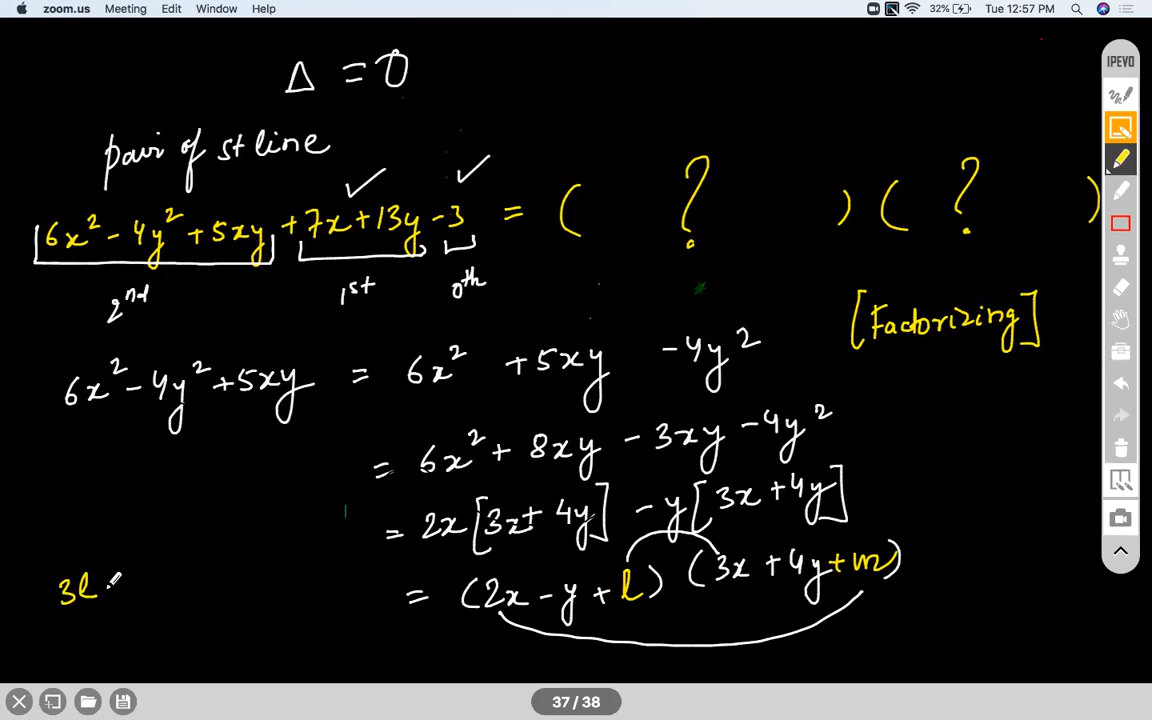 zoom.us Meeting Edit Window Help 32% Tue 12:57 PM
Δ = 0
pair of st line
6x² - 4y² + 5xy + 7x + 13y - 3 = ( ? ) ( ? )
2nd 1st 0th
[Factorizing]
6x² - 4y² + 5xy = 6x² + 5xy - 4y²
= 6x² + 8xy - 3xy - 4y²
= 2x [3x + 4y] - y [3x + 4y]
= (2x - y + l) (3x + 4y + m)
3l
IPEVO
37 / 38